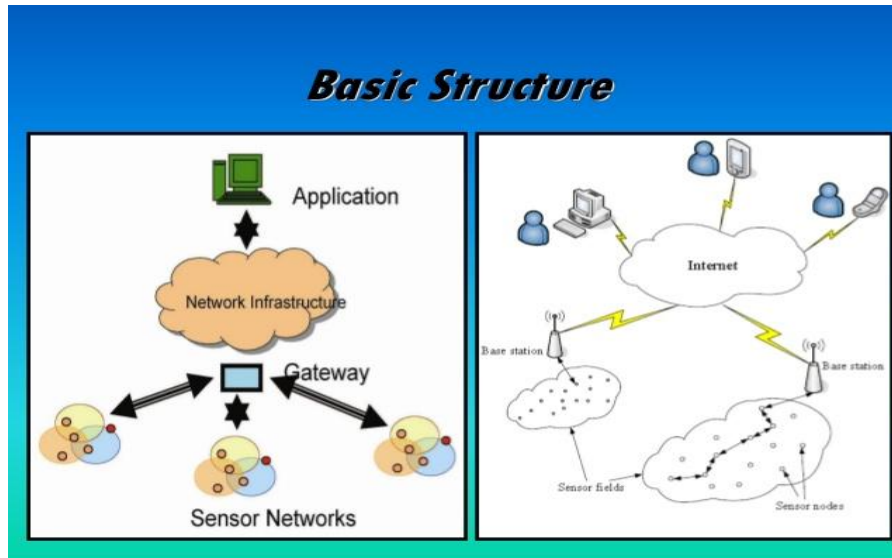 Basic Structure
Application
Network Infrastructure
Gateway
Sensor Networks
Internet
Base station
Base station
Sensor fields
Sensor nodes